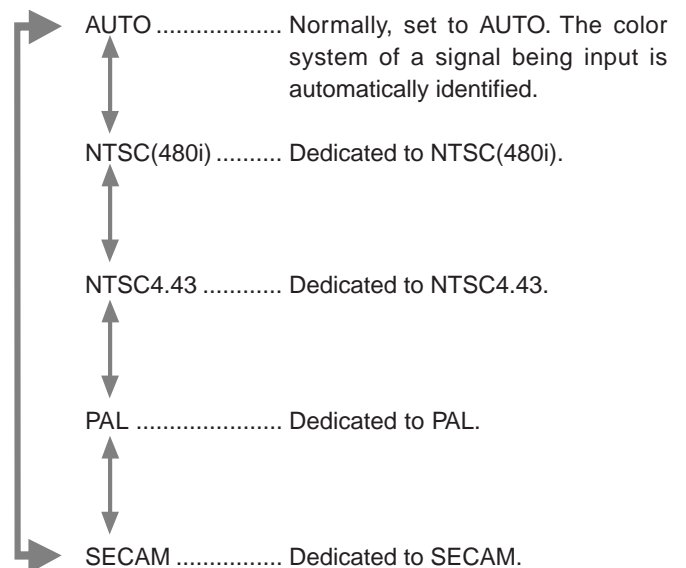 AUTO .................. Normally, set to AUTO. The color
system of a signal being input is
automatically identified.
NTSC(480i) .......... Dedicated to NTSC(480i).
NTSC4.43 ............ Dedicated to NTSC4.43.
PAL ..................... Dedicated to PAL.
SECAM ............... Dedicated to SECAM.